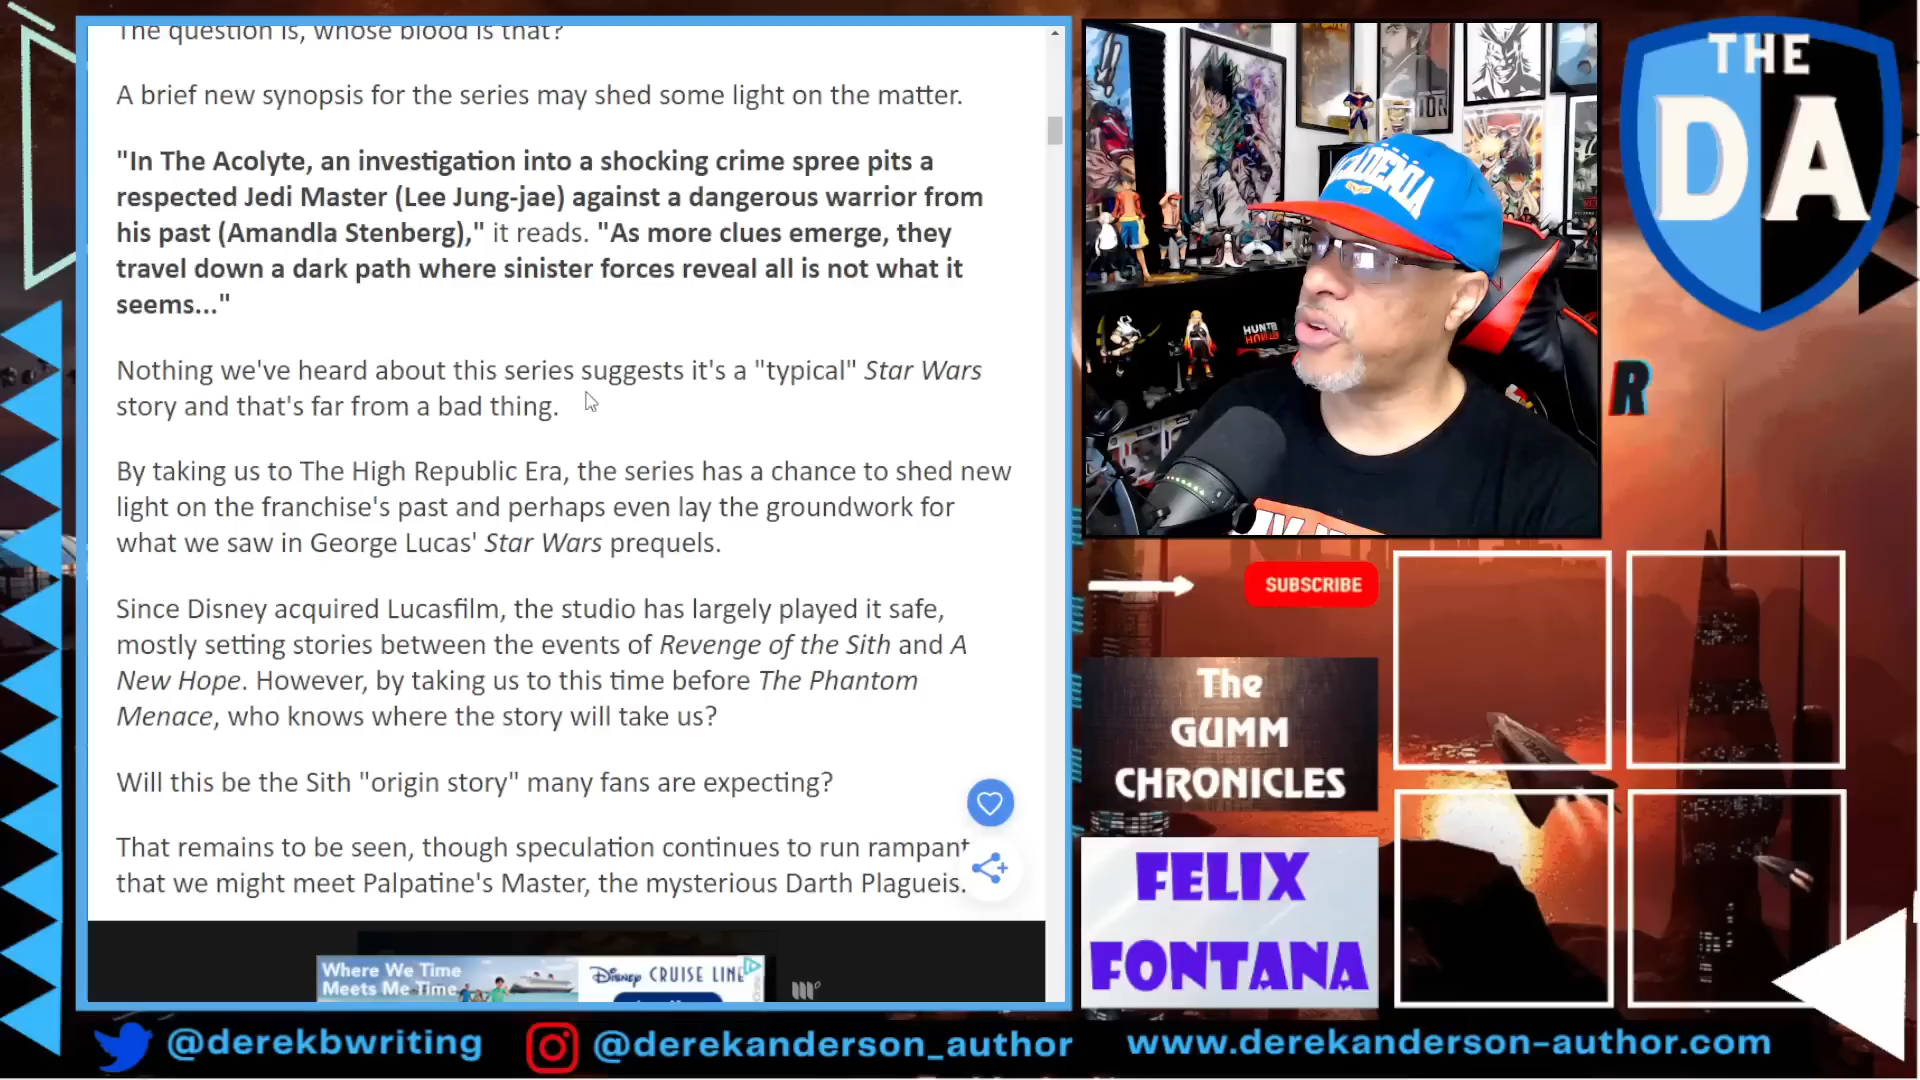 The question is, whose blood is that?
A brief new synopsis for the series may shed some light on the matter.
"In The Acolyte, an investigation into a shocking crime spree pits a
respected Jedi Master (Lee Jung-jae) against a dangerous warrior from
his past (Amandla Stenberg)," it reads. "As more clues emerge, they
travel down a dark path where sinister forces reveal all is not what it
seems..."
Nothing we've heard about this series suggests it's a "typical" Star Wars
story and that's far from a bad thing.
By taking us to The High Republic Era, the series has a chance to shed new
light on the franchise's past and perhaps even lay the groundwork for
what we saw in George Lucas' Star Wars prequels.
Since Disney acquired Lucasfilm, the studio has largely played it safe,
mostly setting stories between the events of Revenge of the Sith and A
New Hope. However, by taking us to this time before The Phantom
Menace, who knows where the story will take us?
Will this be the Sith "origin story" many fans are expecting?
That remains to be seen, though speculation continues to run rampant
that we might meet Palpatine's Master, the mysterious Darth Plagueis.
Where We Time
Meets Me Time
Disney CRUISE LINE
ACADEMIA
HUNTER
THE
DA
R
SUBSCRIBE
The
GUMM
CHRONICLES
FELIX
FONTANA
@derekbwriting
@derekanderson_author
www.derekanderson-author.com